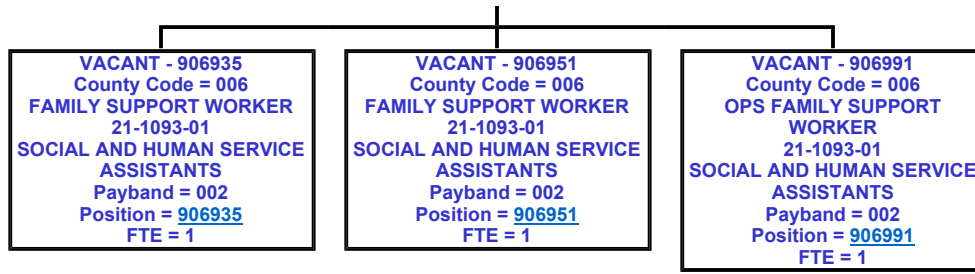 VACANT - 906935
County Code = 006
FAMILY SUPPORT WORKER
21-1093-01
SOCIAL AND HUMAN SERVICE
ASSISTANTS
Payband = 002
Position = 906935
FTE = 1
VACANT - 906951
County Code = 006
FAMILY SUPPORT WORKER
21-1093-01
SOCIAL AND HUMAN SERVICE
ASSISTANTS
Payband = 002
Position = 906951
FTE = 1
VACANT - 906991
County Code = 006
OPS FAMILY SUPPORT
WORKER
21-1093-01
SOCIAL AND HUMAN SERVICE
ASSISTANTS
Payband = 002
Position = 906991
FTE = 1